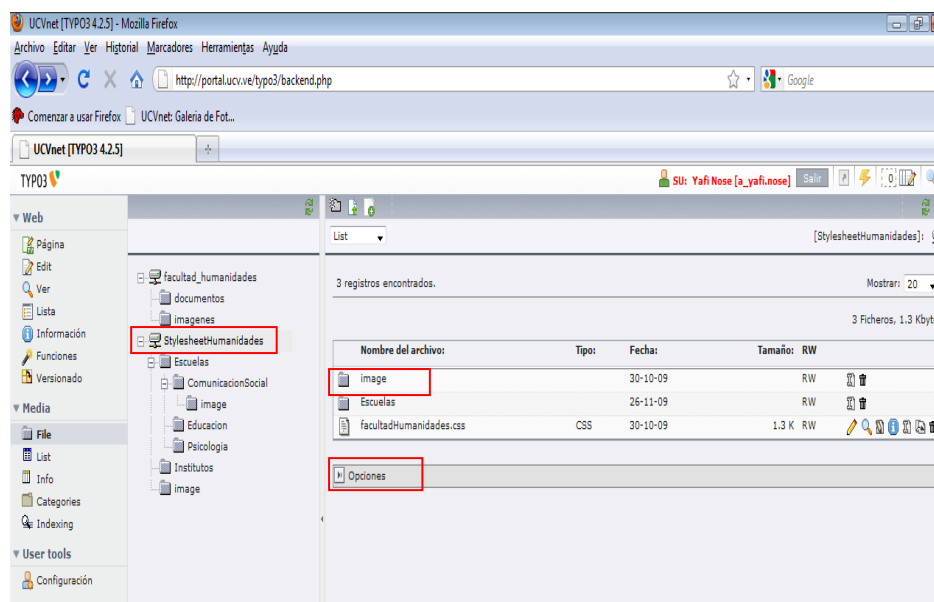 UCVnet [TYPO3 4.2.5] - Mozilla Firefox
Archivo Editar Ver Historial Marcadores Herramientas Ayuda
http://portal.ucv.ve/typo3/backend.php
Google
Comenzar a usar Firefox UCVnet: Galeria de Fot...
UCVnet [TYPO3 4.2.5]
TYPO3
SU: Yafi Nose [a_yafi.nose] Salir 0
Web
Página
Edit
Ver
Lista
Información
Funciones
Versionado
Media
File
List
Info
Categories
Indexing
User tools
Configuración
facultad_humanidades
documentos
imagenes
StylesheetHumanidades
Escuelas
ComunicacionSocial
image
Educacion
Psicologia
Institutos
image
List [StylesheetHumanidades]:
3 registros encontrados. Mostrar: 20
3 Ficheros, 1.3 Kbyt
Nombre del archivo: Tipo: Fecha: Tamaño: RW
image 30-10-09 RW
Escuelas 26-11-09 RW
facultadHumanidades.css CSS 30-10-09 1.3 K RW
Opciones